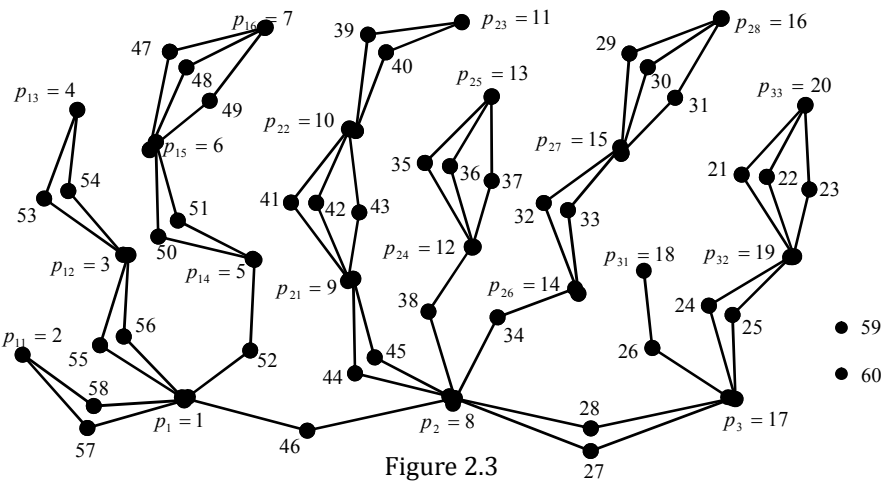 p₁₆ = 7
p₂₃ = 11
p₂₈ = 16
39
47
40
29
48
30
p₂₅ = 13
p₁₃ = 4
49
31
p₃₃ = 20
p₂₂ = 10
p₁₅ = 6
p₂₇ = 15
35
36
37
21
22
23
54
53
51
41
42
43
32
33
50
p₂₄ = 12
p₃₁ = 18
p₃₂ = 19
p₁₂ = 3
p₁₄ = 5
p₂₁ = 9
p₂₆ = 14
38
24
25
34
59
p₁₁ = 2
56
55
52
45
44
26
60
58
57
p₁ = 1
46
p₂ = 8
28
27
p₃ = 17
Figure 2.3